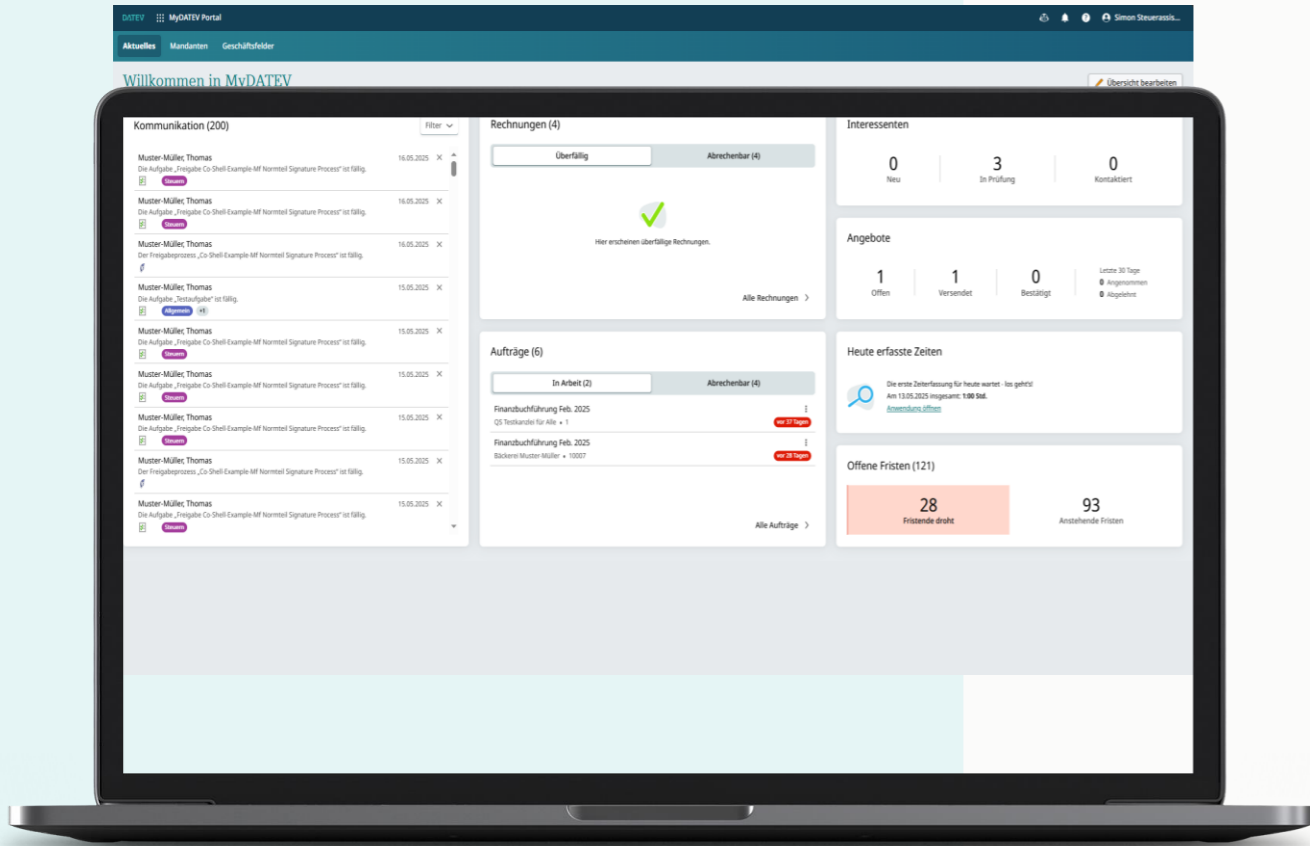 DATEV MyDATEV Portal Simon Steuerassis...
Aktuelles Mandanten Geschäftsfelder
Willkommen in MyDATEV
Übersicht bearbeiten
Kommunikation (200)
Filter
Muster-Müller, Thomas 16.05.2025
Die Aufgabe „Freigabe Co-Shell-Example-Mf Normteil Signature Process“ ist fällig.
Steuern
Muster-Müller, Thomas 16.05.2025
Die Aufgabe „Freigabe Co-Shell-Example-Mf Normteil Signature Process“ ist fällig.
Steuern
Muster-Müller, Thomas 16.05.2025
Der Freigabeprozess „Co-Shell-Example-Mf Normteil Signature Process“ ist fällig.
Muster-Müller, Thomas 15.05.2025
Die Aufgabe „Testaufgabe“ ist fällig.
Allgemein +1
Muster-Müller, Thomas 15.05.2025
Die Aufgabe „Freigabe Co-Shell-Example-Mf Normteil Signature Process“ ist fällig.
Steuern
Muster-Müller, Thomas 15.05.2025
Die Aufgabe „Freigabe Co-Shell-Example-Mf Normteil Signature Process“ ist fällig.
Steuern
Muster-Müller, Thomas 15.05.2025
Die Aufgabe „Freigabe Co-Shell-Example-Mf Normteil Signature Process“ ist fällig.
Steuern
Muster-Müller, Thomas 15.05.2025
Der Freigabeprozess „Co-Shell-Example-Mf Normteil Signature Process“ ist fällig.
Muster-Müller, Thomas 15.05.2025
Die Aufgabe „Freigabe Co-Shell-Example-Mf Normteil Signature Process“ ist fällig.
Steuern
Rechnungen (4)
Überfällig Abrechenbar (4)
Hier erscheinen überfällige Rechnungen.
Alle Rechnungen
Aufträge (6)
In Arbeit (2) Abrechenbar (4)
Finanzbuchführung Feb. 2025
QS Testkanzlei für Alle • 1 vor 37 Tagen
Finanzbuchführung Feb. 2025
Bäckerei Muster-Müller • 10007 vor 28 Tagen
Alle Aufträge
Interessenten
0 3 0
Neu In Prüfung Kontaktiert
Angebote
1 1 0
Offen Versendet Bestätigt
Letzte 30 Tage
0 Angenommen
0 Abgelehnt
Heute erfasste Zeiten
Die erste Zeiterfassung für heute wartet - los geht's!
Am 13.05.2025 insgesamt: 1:00 Std.
Anwendung öffnen
Offene Fristen (121)
28 93
Fristende droht Anstehende Fristen